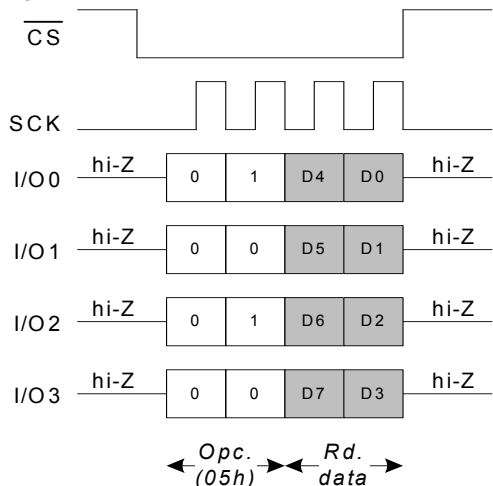 CS
SCK
I/O0 hi-Z 0 1 D4 D0 hi-Z
I/O1 hi-Z 0 0 D5 D1 hi-Z
I/O2 hi-Z 0 1 D6 D2 hi-Z
I/O3 hi-Z 0 0 D7 D3 hi-Z
Opc. Rd.
(05h) data